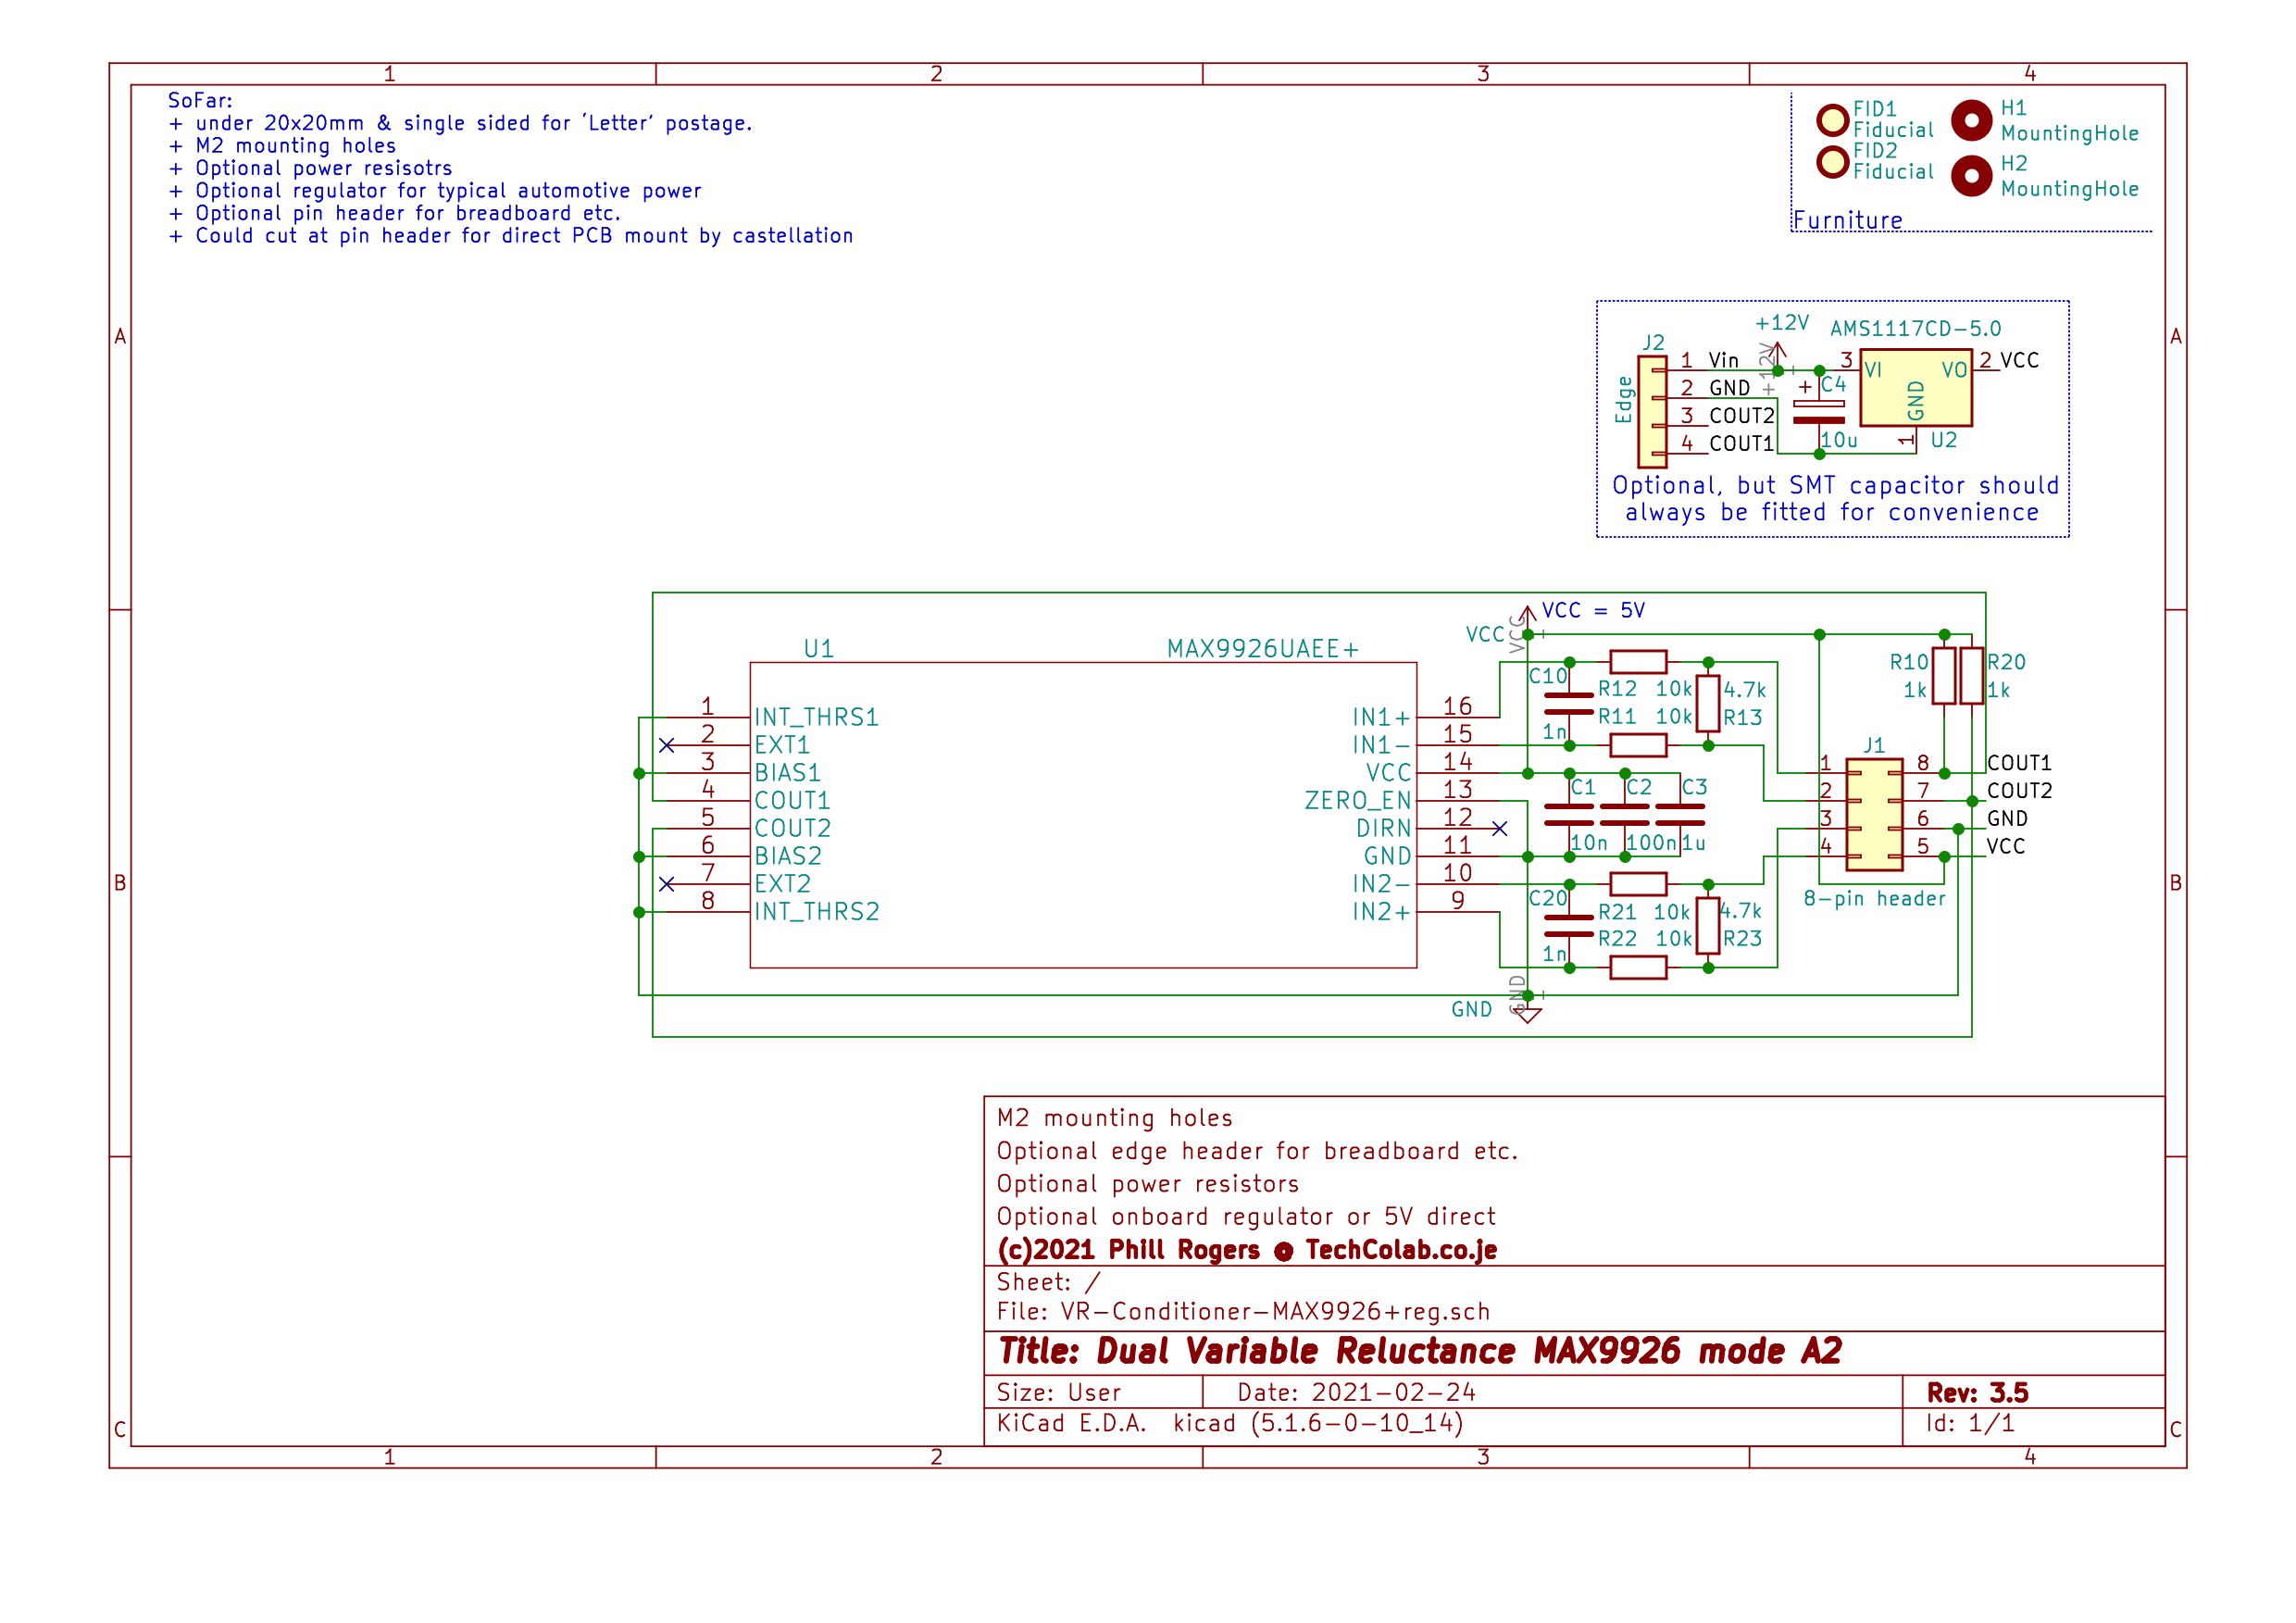 1 2 3 4
SoFar:
+ under 20x20mm & single sided for 'Letter' postage.
+ M2 mounting holes
+ Optional power resisotrs
+ Optional regulator for typical automotive power
+ Optional pin header for breadboard etc.
+ Could cut at pin header for direct PCB mount by castellation
FID1
Fiducial
FID2
Fiducial
H1
MountingHole
H2
MountingHole
Furniture
A
A
+12V
+12V
AMS1117CD-5.0
J2
Edge
1 Vin
2 GND
3 COUT2
4 COUT1
1
+
C4
10u
3 VI
VO 2 VCC
GND
1
U2
Optional, but SMT capacitor should
always be fitted for convenience
B
B
VCC = 5V
VCC
VCC
1
U1
MAX9926UAEE+
1 INT_THRS1
2 EXT1
3 BIAS1
4 COUT1
5 COUT2
6 BIAS2
7 EXT2
8 INT_THRS2
IN1+ 16
IN1- 15
VCC 14
ZERO_EN 13
DIRN 12
GND 11
IN2- 10
IN2+ 9
C10
1n
R12 10k
R11 10k
4.7k
R13
C1
10n
C2
100n
C3
1u
C20
1n
R21 10k
R22 10k
4.7k
R23
R10
1k
R20
1k
J1
1 8 COUT1
2 7 COUT2
3 6 GND
4 5 VCC
8-pin header
GND
GND
1
M2 mounting holes
Optional edge header for breadboard etc.
Optional power resistors
Optional onboard regulator or 5V direct
(c)2021 Phill Rogers @ TechColab.co.je
Sheet: /
File: VR-Conditioner-MAX9926+reg.sch
Title: Dual Variable Reluctance MAX9926 mode A2
Size: User Date: 2021-02-24 Rev: 3.5
KiCad E.D.A. kicad (5.1.6-0-10_14) Id: 1/1
C
C
1 2 3 4